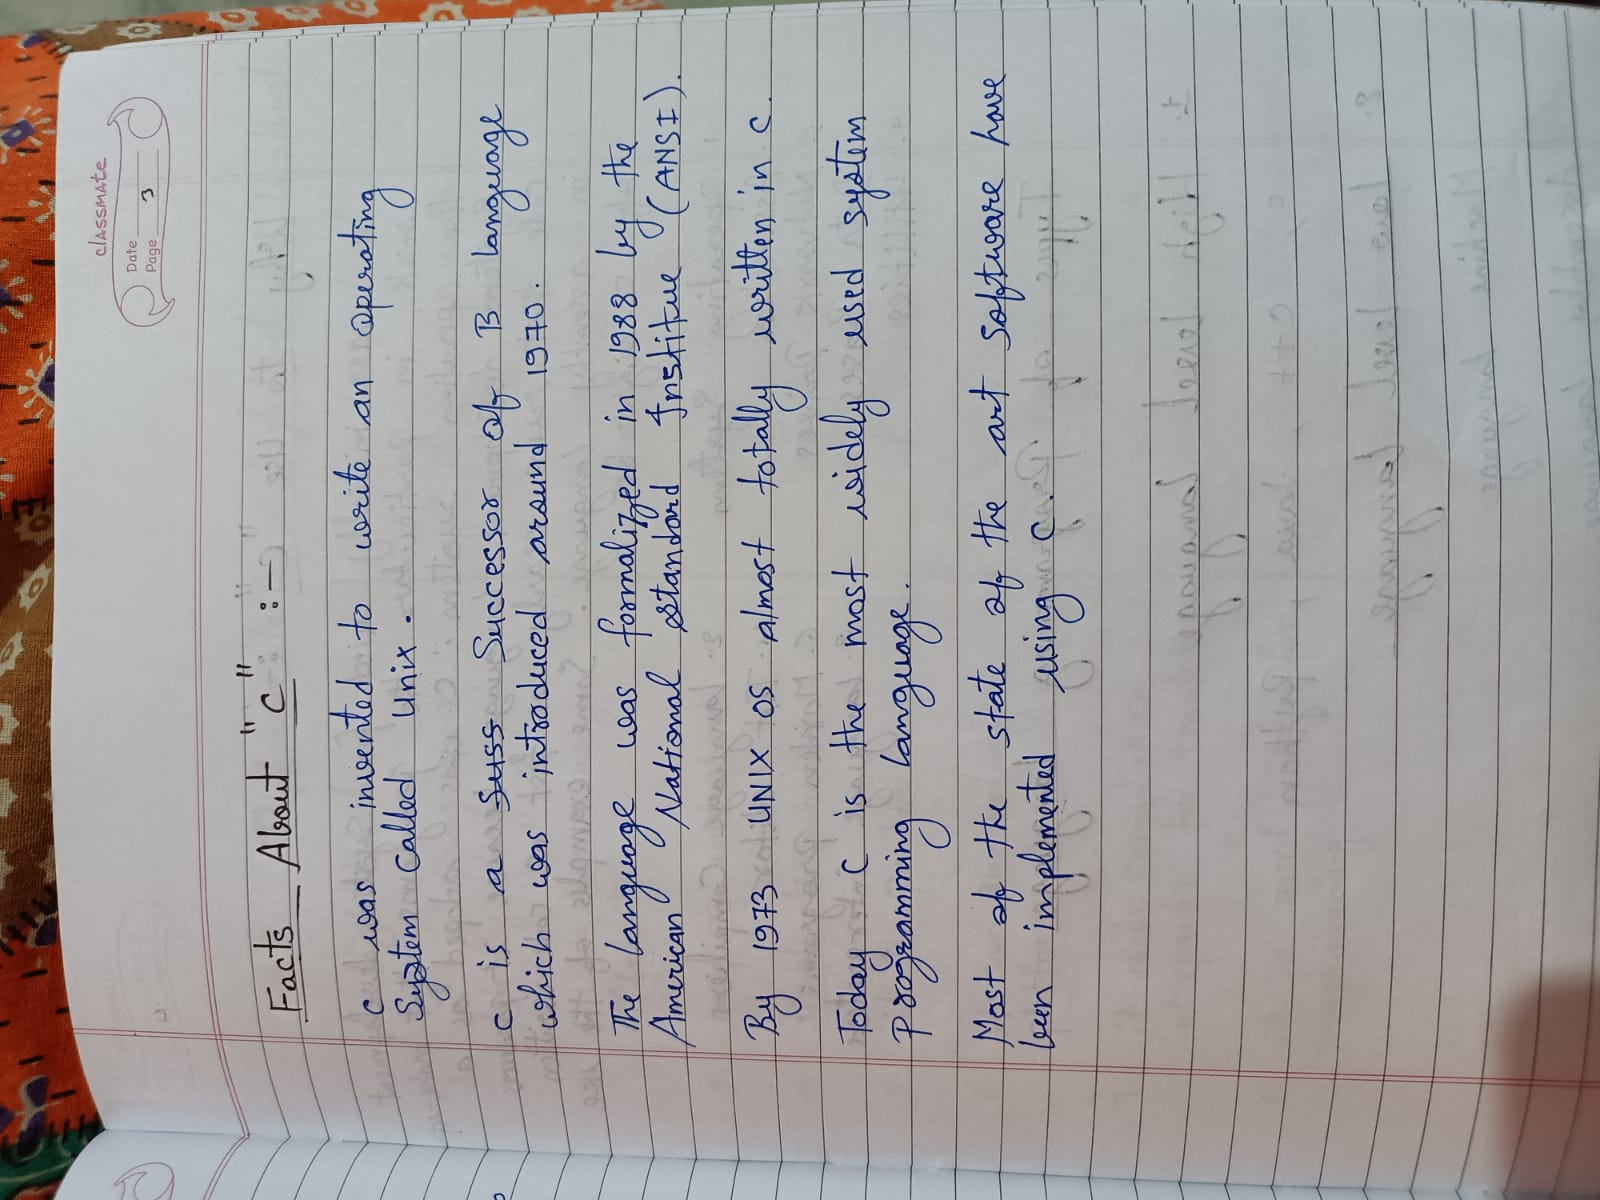 classmate
Date
Page 3
Facts About "C" :-
C was invented to write an operating
System called Unix.
C is a Suss Successor of B language
which was introduced around 1970.
The language was formalized in 1988 by the
American National standard Institue (ANSI).
By 1973 UNIX OS almost totally written in C.
Today C is the most widely used system
Programming language.
Most of the state of the art software have
been implemented using C.